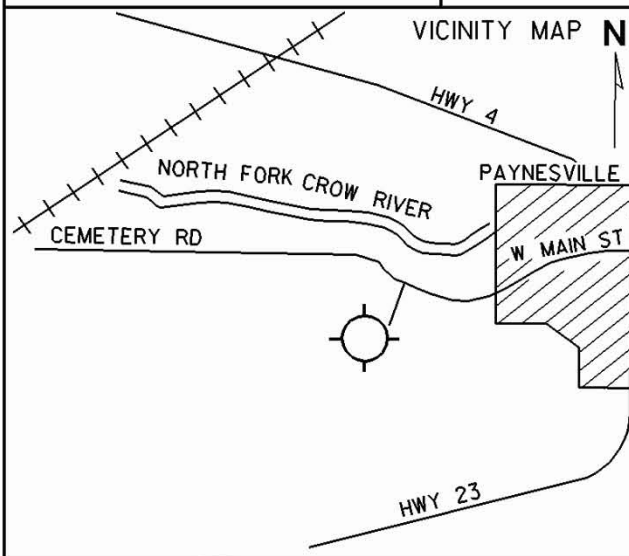 VICINITY MAP N
HWY 4
NORTH FORK CROW RIVER
PAYNESVILLE
CEMETERY RD
W MAIN ST
HWY 23